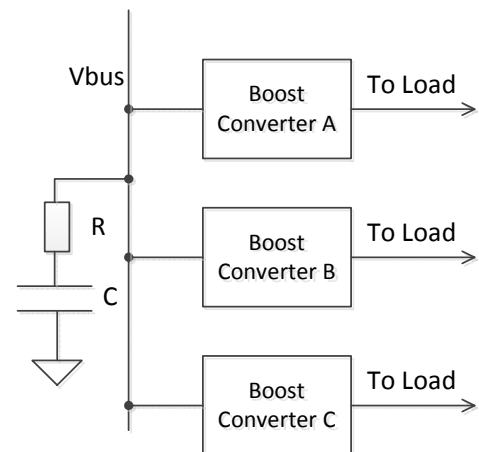 Vbus
Boost
Converter A
To Load
R
C
Boost
Converter B
To Load
Boost
Converter C
To Load